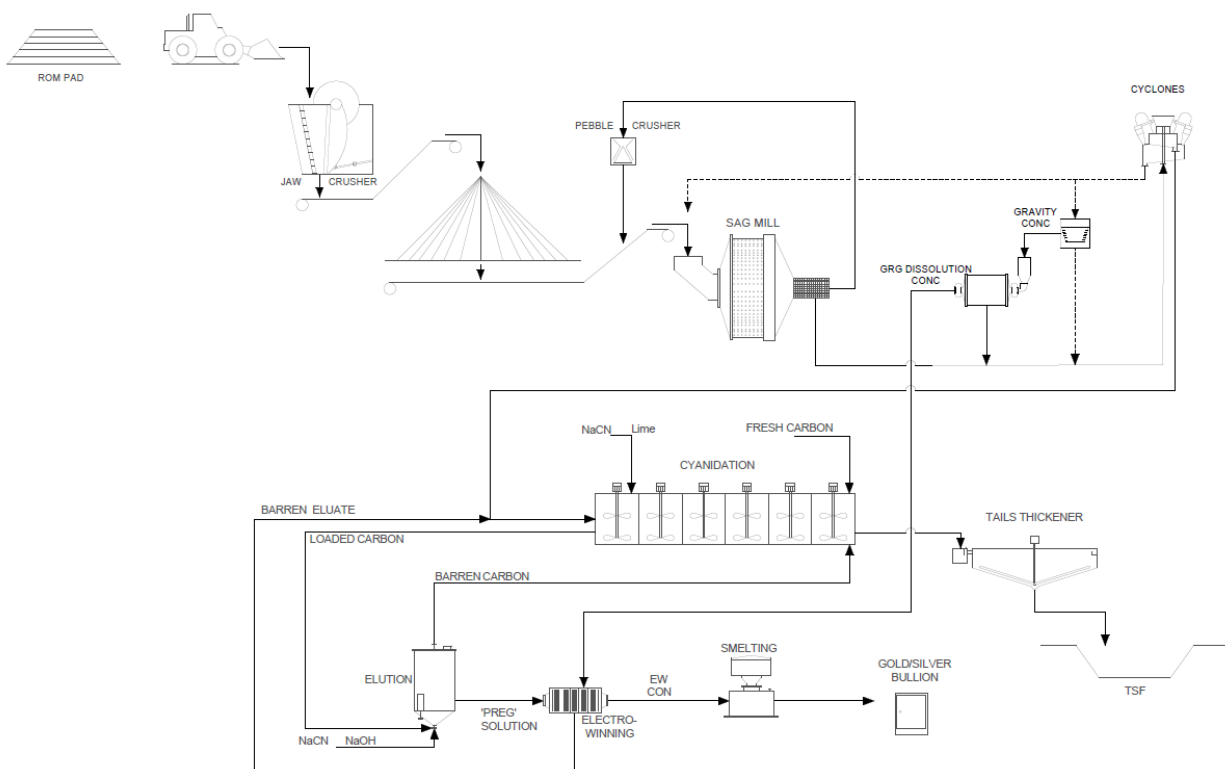 ROM PAD
CYCLONES
PEBBLE CRUSHER
JAW CRUSHER
SAG MILL
GRAVITY
CONC
GRG DISSOLUTION
CONC
NaCN Lime
FRESH CARBON
CYANIDATION
BARREN ELUATE
LOADED CARBON
TAILS THICKENER
BARREN CARBON
ELUTION
'PREG'
SOLUTION
EW
CON
ELECTRO-
WINNING
SMELTING
GOLD/SILVER
BULLION
TSF
NaCN NaOH